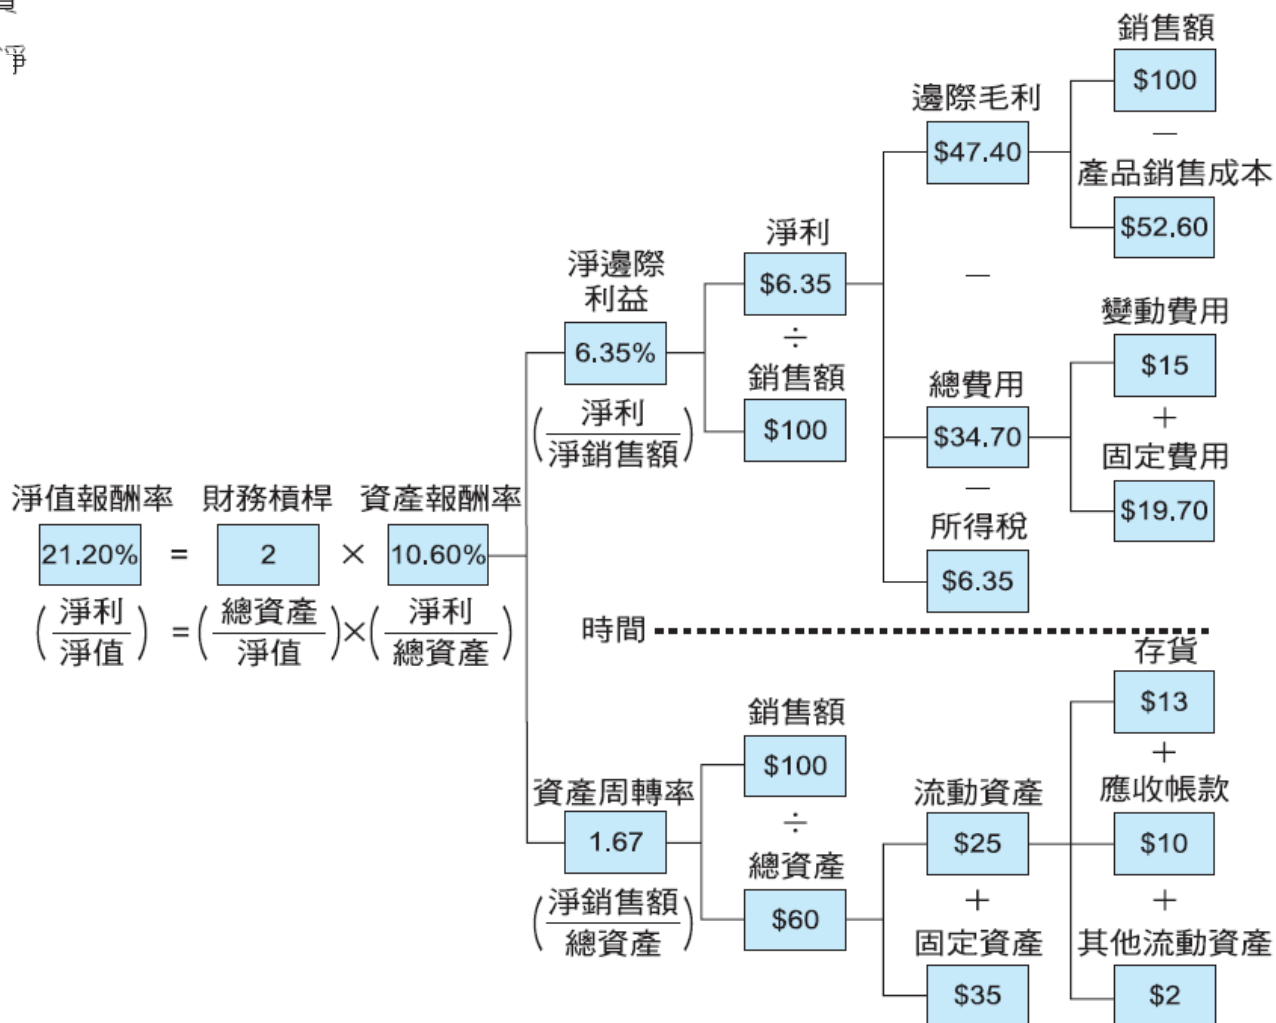 淨
銷售額
$100
−
產品銷售成本
$52.60
邊際毛利
$47.40
−
淨利
$6.35
÷
銷售額
$100
淨邊際
利益
6.35%
(淨利/淨銷售額)
變動費用
$15
+
固定費用
$19.70
總費用
$34.70
−
所得稅
$6.35
淨值報酬率 財務槓桿 資產報酬率
21.20% = 2 × 10.60%
(淨利/淨值) = (總資產/淨值) × (淨利/總資產)
時間
資產周轉率
1.67
(淨銷售額/總資產)
銷售額
$100
÷
總資產
$60
流動資產
$25
+
固定資產
$35
存貨
$13
+
應收帳款
$10
+
其他流動資產
$2